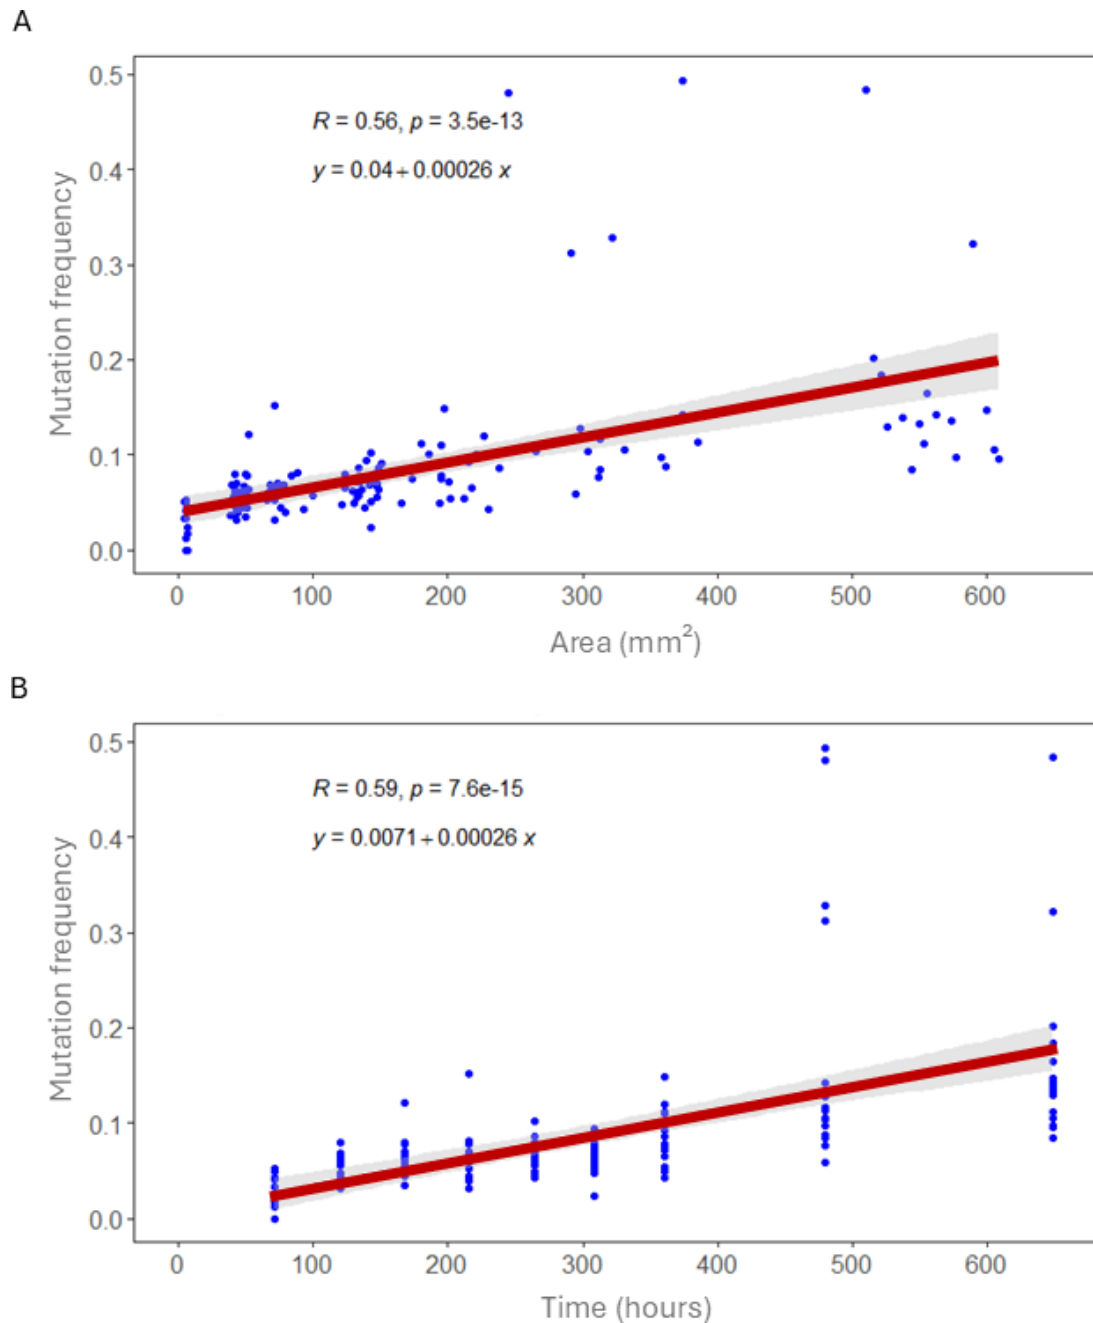 A
0.5
0.4
0.3
0.2
0.1
0.0
Mutation frequency
R = 0.56, p = 3.5e-13
y = 0.04 + 0.00026 x
0 100 200 300 400 500 600
Area (mm²)
B
0.5
0.4
0.3
0.2
0.1
0.0
Mutation frequency
R = 0.59, p = 7.6e-15
y = 0.0071 + 0.00026 x
0 100 200 300 400 500 600
Time (hours)